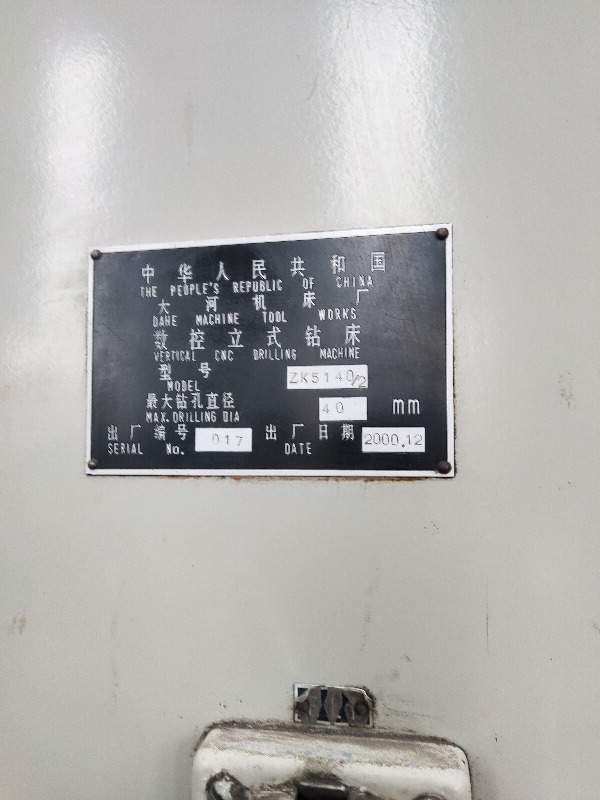 中华人民共和国
THE PEOPLE'S REPUBLIC OF CHINA
大河机床厂
DAHE MACHINE TOOL WORKS
数控立式钻床
VERTICAL CNC DRILLING MACHINE
型号 ZK5140/2
MODEL
最大钻孔直径 40 mm
MAX.DRILLING DIA
出厂编号 017 出厂日期 2000.12
SERIAL No. DATE